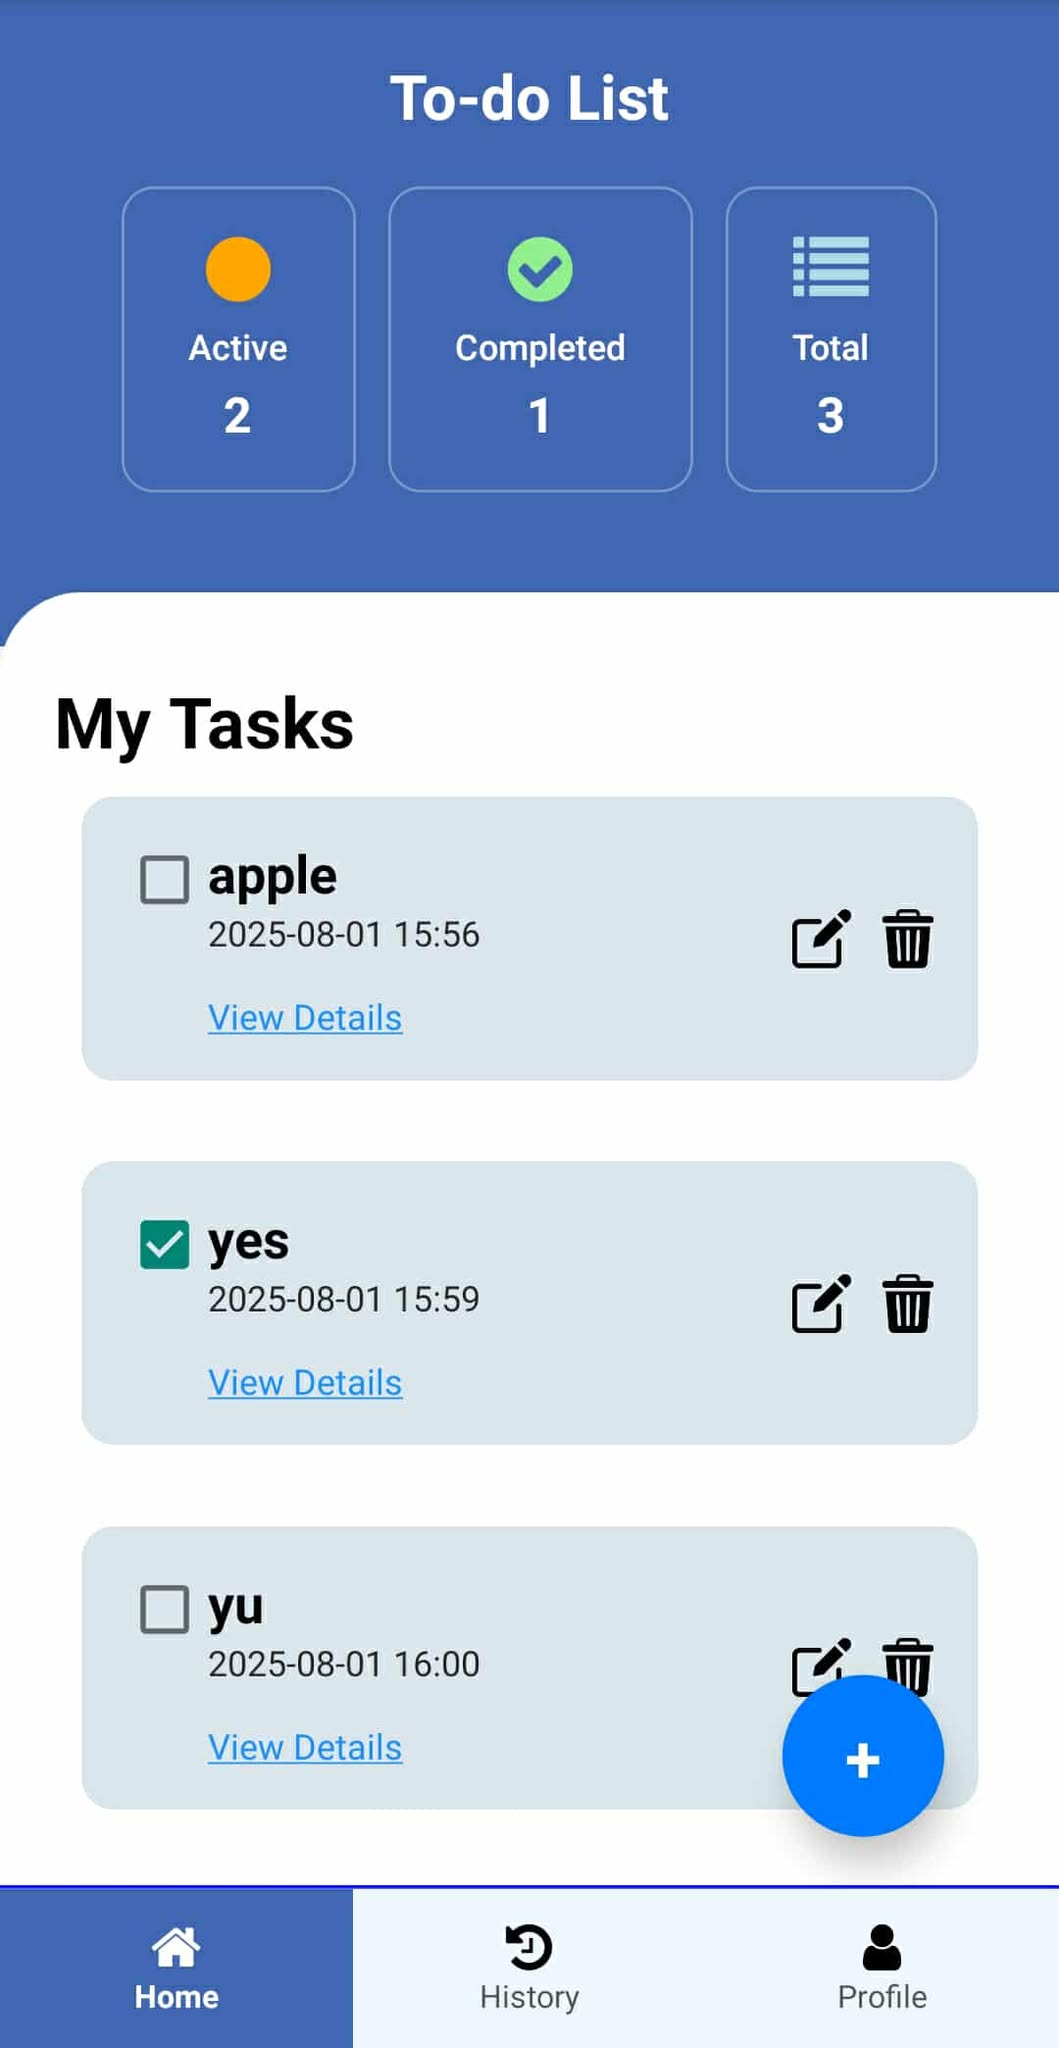 To-do List
Active
2
Completed
1
Total
3
My Tasks
apple
2025-08-01 15:56
View Details
yes
2025-08-01 15:59
View Details
yu
2025-08-01 16:00
View Details
+
Home
History
Profile